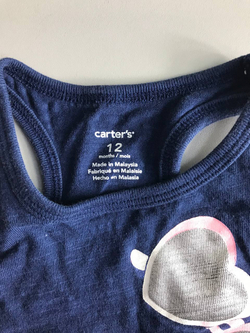 carter's
12
months / mois
Made in Malaysia
Fabriqué en Malaisie
Hecho en Malasia